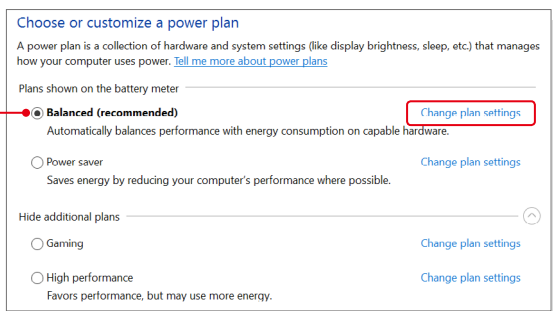 Choose or customize a power plan
A power plan is a collection of hardware and system settings (like display brightness, sleep, etc.) that manages
how your computer uses power. Tell me more about power plans
Plans shown on the battery meter
Balanced (recommended) Change plan settings
Automatically balances performance with energy consumption on capable hardware.
Power saver Change plan settings
Saves energy by reducing your computer's performance where possible.
Hide additional plans
Gaming Change plan settings
High performance Change plan settings
Favors performance, but may use more energy.